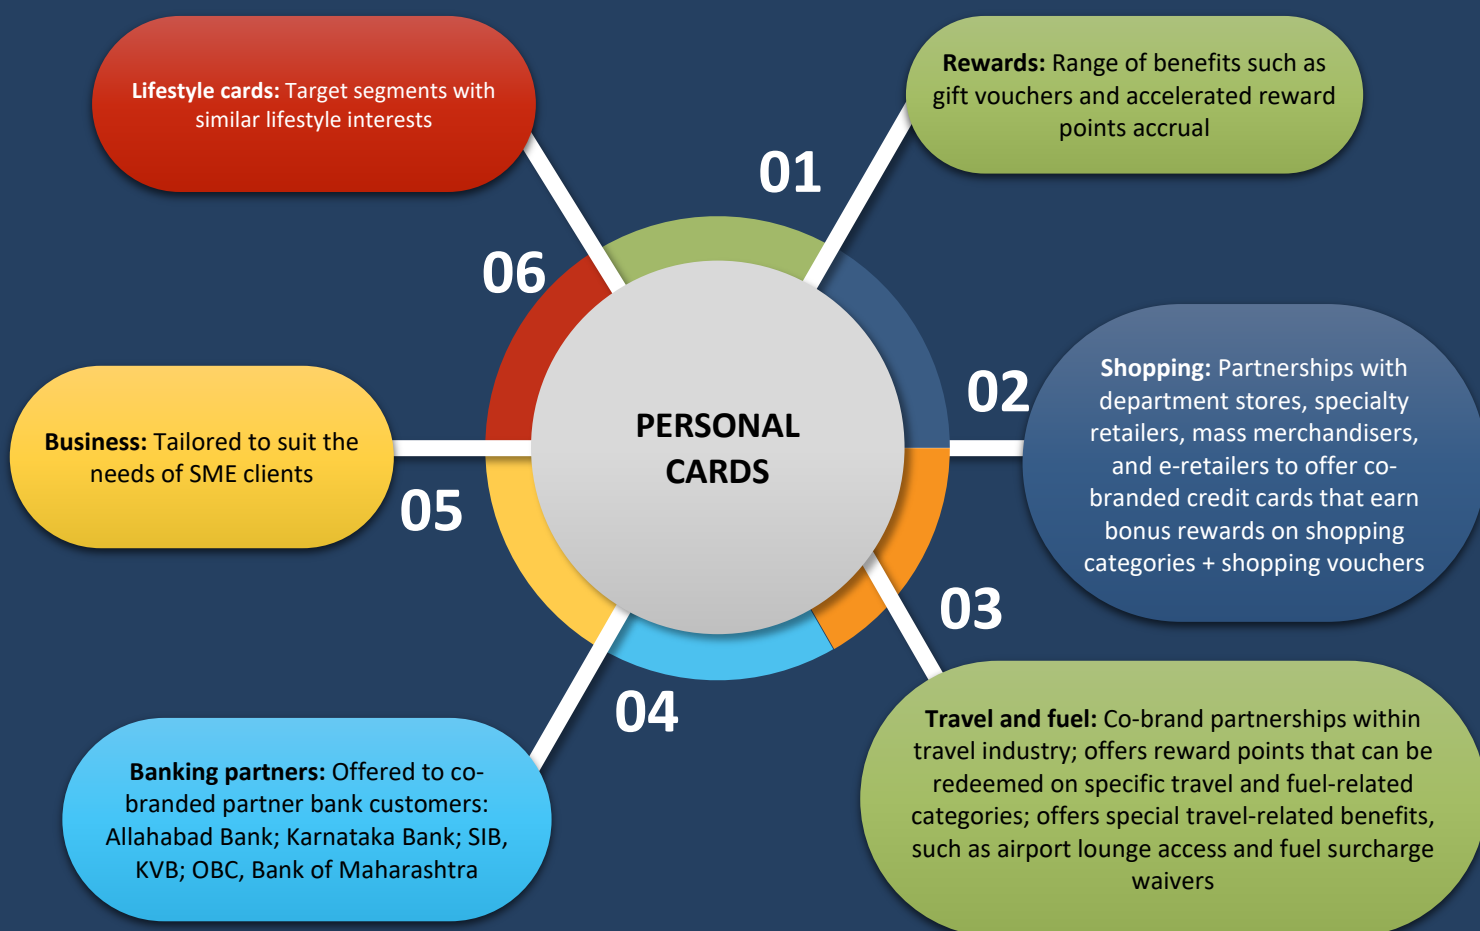 01
Rewards: Range of benefits such as
gift vouchers and accelerated reward
points accrual
02
Shopping: Partnerships with
department stores, specialty
retailers, mass merchandisers,
and e-retailers to offer co-
branded credit cards that earn
bonus rewards on shopping
categories + shopping vouchers
03
Travel and fuel: Co-brand partnerships within
travel industry; offers reward points that can be
redeemed on specific travel and fuel-related
categories; offers special travel-related benefits,
such as airport lounge access and fuel surcharge
waivers
04
Banking partners: Offered to co-
branded partner bank customers:
Allahabad Bank; Karnataka Bank; SIB,
KVB; OBC, Bank of Maharashtra
05
Business: Tailored to suit the
needs of SME clients
06
Lifestyle cards: Target segments with
similar lifestyle interests
PERSONAL
CARDS